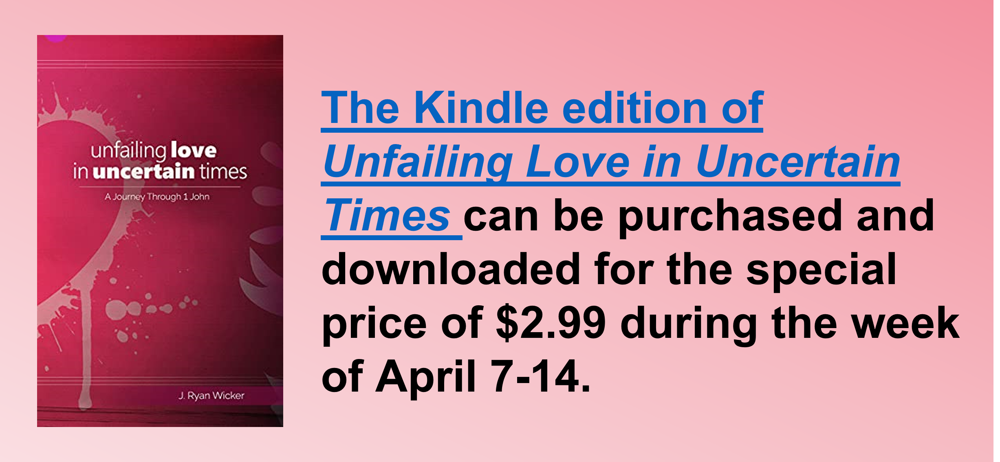 unfailing love
in uncertain times
A Journey Through 1 John
J. Ryan Wicker
The Kindle edition of
Unfailing Love in Uncertain
Times can be purchased and
downloaded for the special
price of $2.99 during the week
of April 7-14.